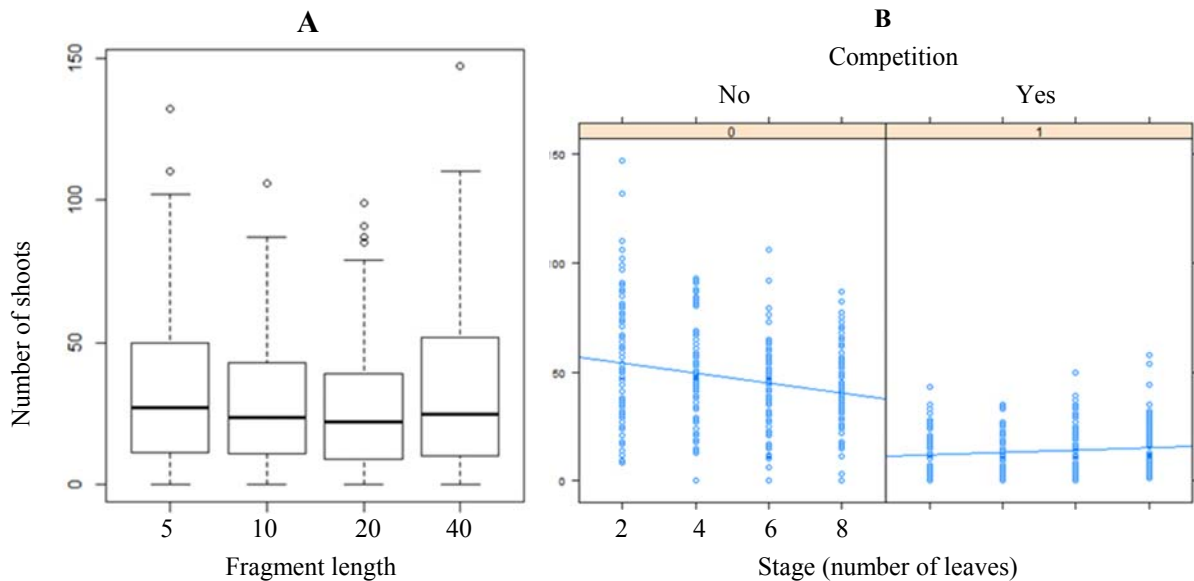 A
Number of shoots
150
100
50
0
5 10 20 40
Fragment length
B
Competition
No Yes
0 1
150
100
50
0
2 4 6 8
Stage (number of leaves)